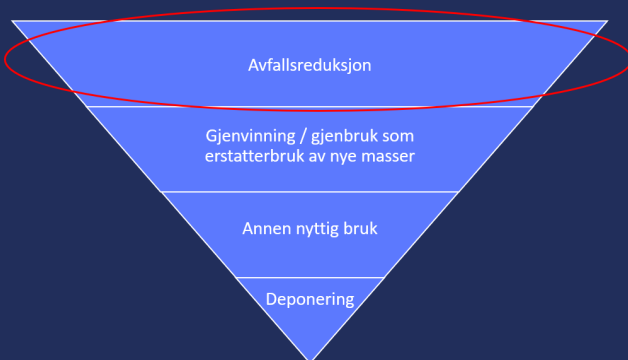 Avfallsreduksjon
Gjenvinning / gjenbruk som
erstatterbruk av nye masser
Annen nyttig bruk
Deponering